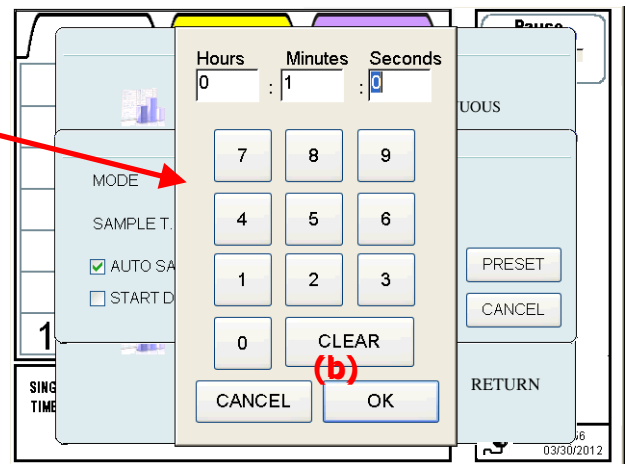 Pause
Hours Minutes Seconds
0 : 1 : 0
UOUS
7 8 9
MODE
SAMPLE T.
4 5 6
AUTO SA
PRESET
1 2 3
START D
CANCEL
1
0 CLEAR
(b)
CANCEL OK
RETURN
SING
TIME
6
03/30/2012